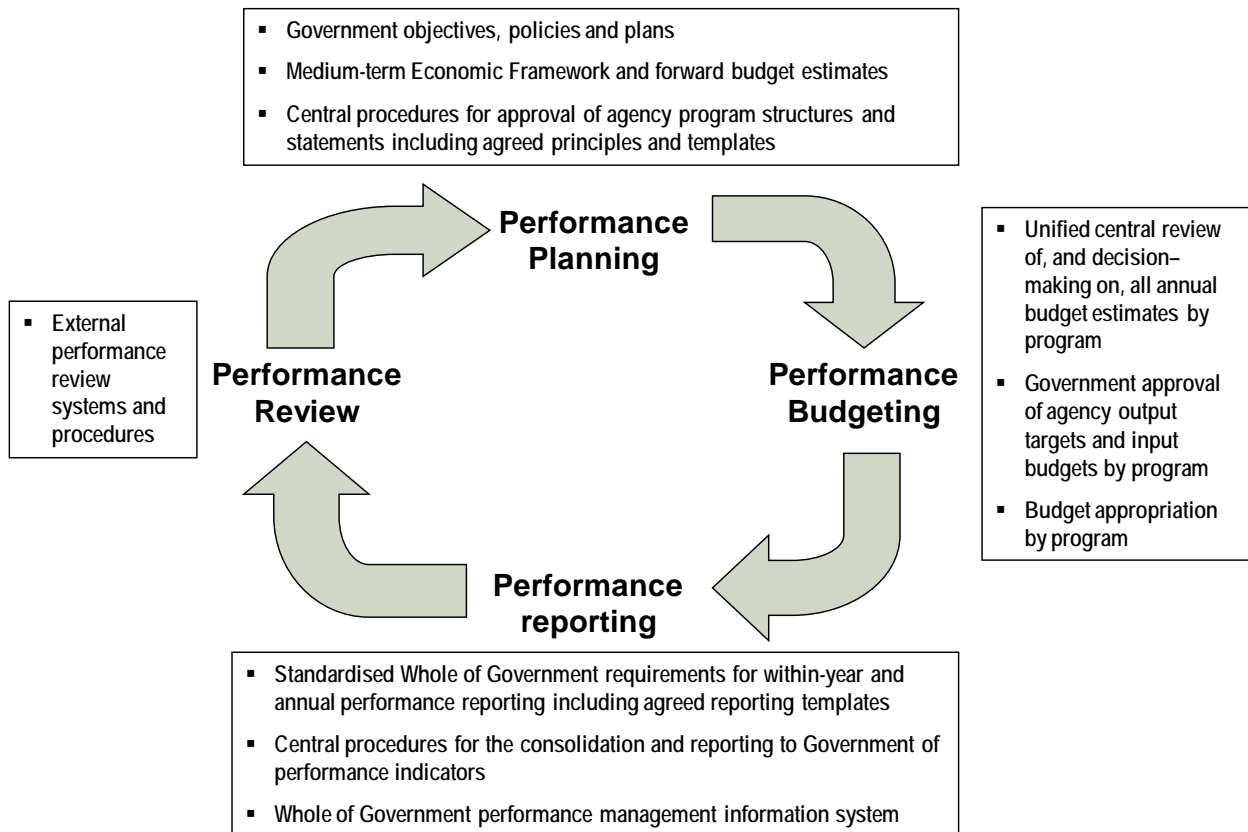 ▪ Government objectives, policies and plans
▪ Medium-term Economic Framework and forward budget estimates
▪ Central procedures for approval of agency program structures and
statements including agreed principles and templates
Performance
Planning
▪ Unified central review
of, and decision–
making on, all annual
budget estimates by
program
▪ Government approval
of agency output
targets and input
budgets by program
▪ Budget appropriation
by program
Performance
Budgeting
▪ External
performance
review
systems and
procedures
Performance
Review
Performance
reporting
▪ Standardised Whole of Government requirements for within-year and
annual performance reporting including agreed reporting templates
▪ Central procedures for the consolidation and reporting to Government of
performance indicators
▪ Whole of Government performance management information system